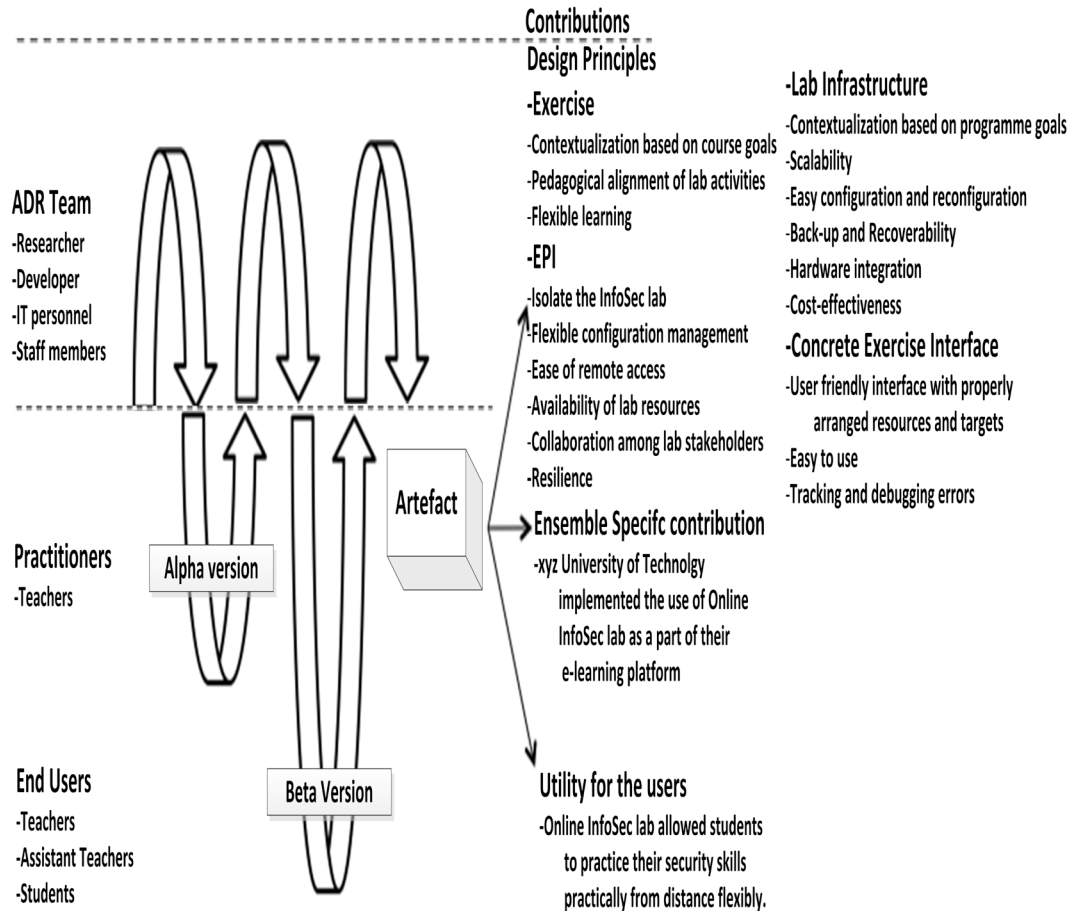 Contributions
Design Principles
-Exercise
-Contextualization based on course goals
-Pedagogical alignment of lab activities
-Flexible learning
-EPI
-Isolate the InfoSec lab
-Flexible configuration management
-Ease of remote access
-Availability of lab resources
-Collaboration among lab stakeholders
-Resilience
-Lab Infrastructure
-Contextualization based on programme goals
-Scalability
-Easy configuration and reconfiguration
-Back-up and Recoverability
-Hardware integration
-Cost-effectiveness
-Concrete Exercise Interface
-User friendly interface with properly
arranged resources and targets
-Easy to use
-Tracking and debugging errors
ADR Team
-Researcher
-Developer
-IT personnel
-Staff members
Practitioners
-Teachers
Alpha version
End Users
-Teachers
-Assistant Teachers
-Students
Beta Version
Artefact
Ensemble Specifc contribution
-xyz University of Technolgy
implemented the use of Online
InfoSec lab as a part of their
e-learning platform
Utility for the users
-Online InfoSec lab allowed students
to practice their security skills
practically from distance flexibly.